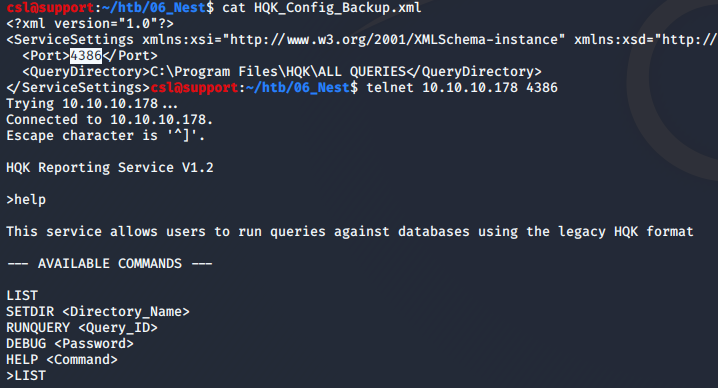 csl@support:~/htb/06_Nest$ cat HQK_Config_Backup.xml
<?xml version="1.0"?>
<ServiceSettings xmlns:xsi="http://www.w3.org/2001/XMLSchema-instance" xmlns:xsd="http://
  <Port>4386</Port>
  <QueryDirectory>C:\Program Files\HQK\ALL QUERIES</QueryDirectory>
</ServiceSettings>csl@support:~/htb/06_Nest$ telnet 10.10.10.178 4386
Trying 10.10.10.178...
Connected to 10.10.10.178.
Escape character is '^]'.

HQK Reporting Service V1.2

>help

This service allows users to run queries against databases using the legacy HQK format

--- AVAILABLE COMMANDS ---

LIST
SETDIR <Directory_Name>
RUNQUERY <Query_ID>
DEBUG <Password>
HELP <Command>
>LIST